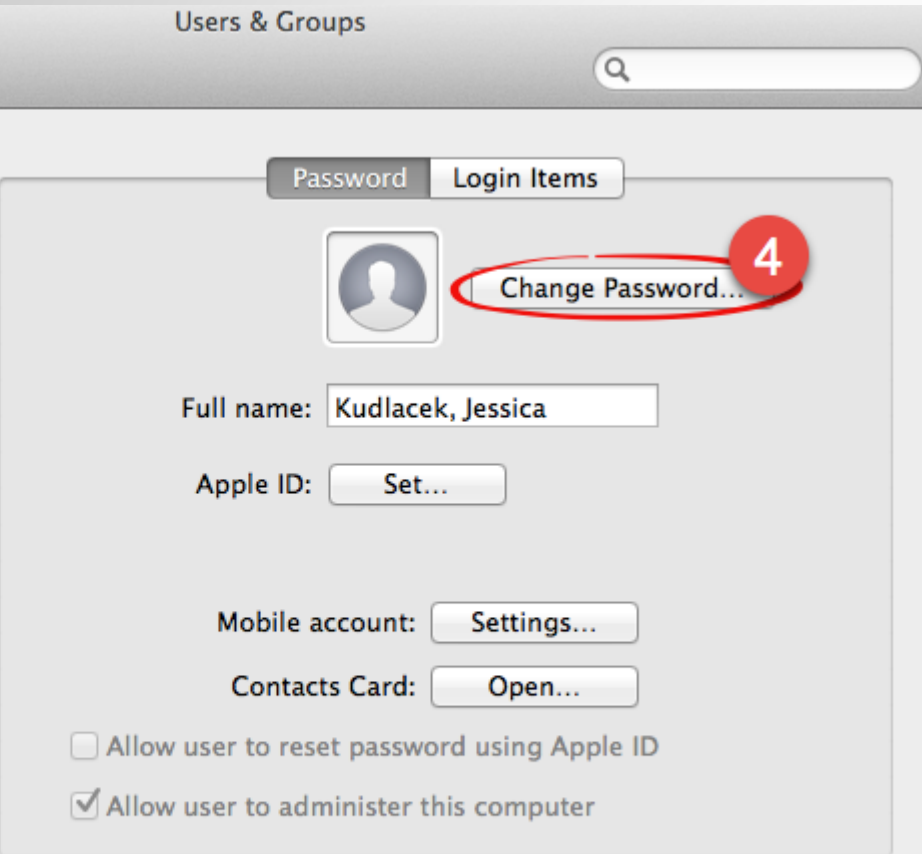 Users & Groups
Password Login Items
4
Change Password...
Full name: Kudlacek, Jessica
Apple ID: Set...
Mobile account: Settings...
Contacts Card: Open...
Allow user to reset password using Apple ID
Allow user to administer this computer